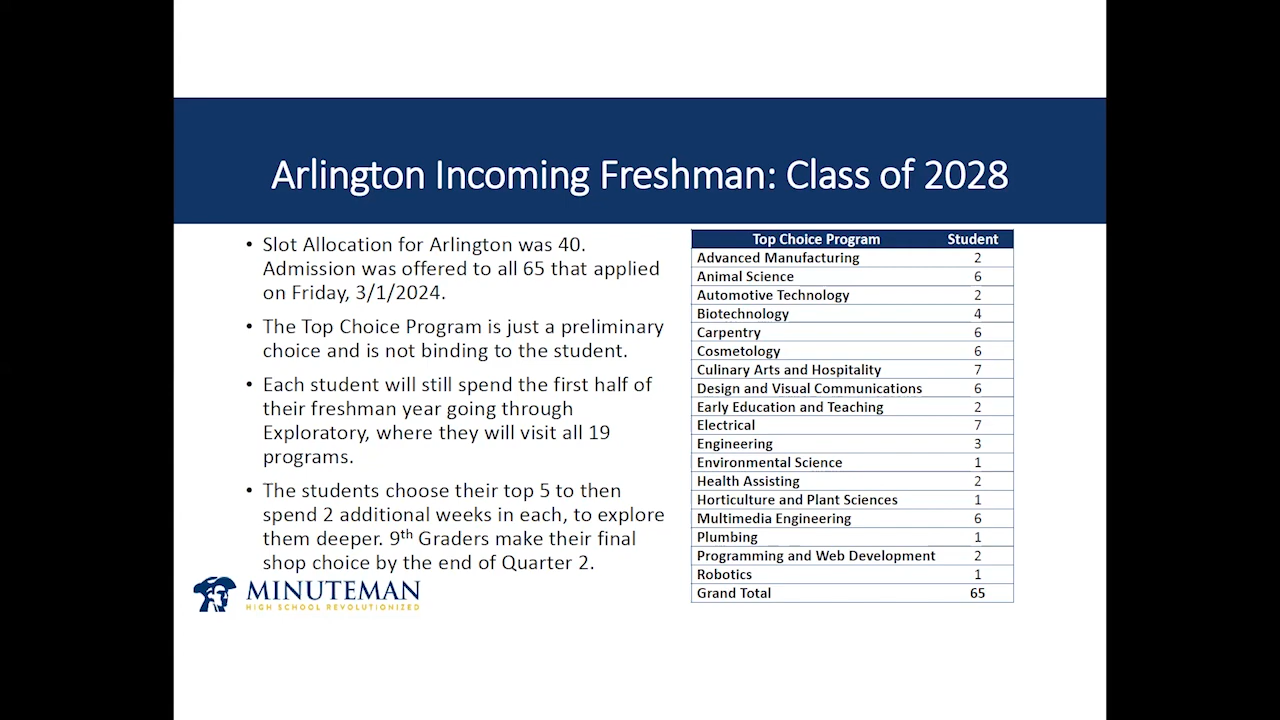 Arlington Incoming Freshman: Class of 2028
• Slot Allocation for Arlington was 40.
Admission was offered to all 65 that applied
on Friday, 3/1/2024.
• The Top Choice Program is just a preliminary
choice and is not binding to the student.
• Each student will still spend the first half of
their freshman year going through
Exploratory, where they will visit all 19
programs.
• The students choose their top 5 to then
spend 2 additional weeks in each, to explore
them deeper. 9th Graders make their final
shop choice by the end of Quarter 2.
MINUTEMAN
HIGH SCHOOL REVOLUTIONIZED
Top Choice Program Student
Advanced Manufacturing 2
Animal Science 6
Automotive Technology 2
Biotechnology 4
Carpentry 6
Cosmetology 6
Culinary Arts and Hospitality 7
Design and Visual Communications 6
Early Education and Teaching 2
Electrical 7
Engineering 3
Environmental Science 1
Health Assisting 2
Horticulture and Plant Sciences 1
Multimedia Engineering 6
Plumbing 1
Programming and Web Development 2
Robotics 1
Grand Total 65